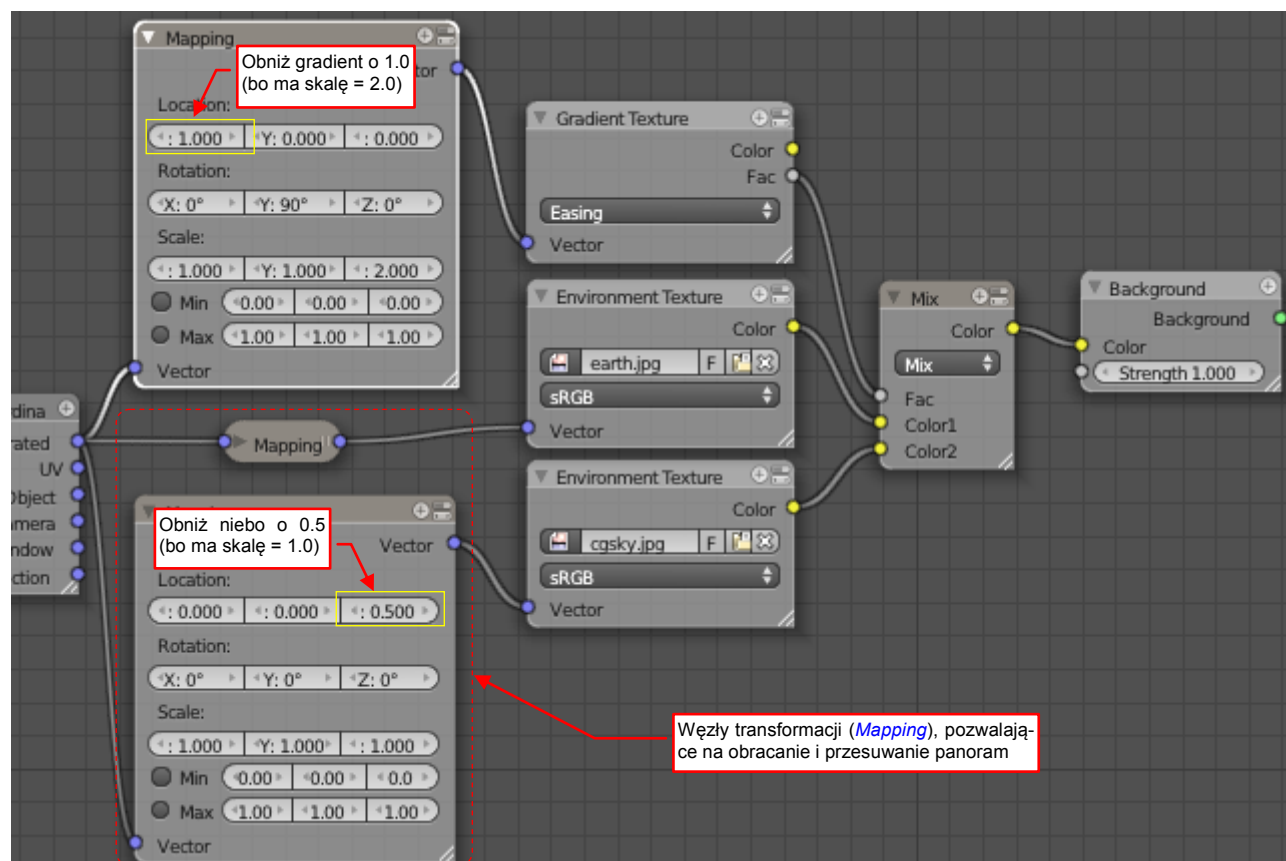 Mapping
Obniż gradient o 1.0
(bo ma skalę = 2.0)
tor
Location:
: 1.000 Y: 0.000 : 0.000
Rotation:
X: 0° Y: 90° Z: 0°
Scale:
: 1.000 Y: 1.000 : 2.000
Min 0.00 0.00 0.00
Max 1.00 1.00 1.00
Vector
Gradient Texture
Color
Fac
Easing
Vector
Environment Texture
Color
earth.jpg F
sRGB
Vector
Mix
Color
Mix
Fac
Color1
Color2
Background
Background
Color
Strength 1.000
dina
rated
UV
Object
amera
ndow
ction
Mapping
Obniż niebo o 0.5
(bo ma skalę = 1.0)
Vector
Location:
: 0.000 : 0.000 : 0.500
Rotation:
X: 0° Y: 0° Z: 0°
Scale:
: 1.000 Y: 1.000 : 1.000
Min 0.00 0.00 0.0
Max 1.00 1.00 1.00
Vector
Environment Texture
Color
cgsky.jpg F
sRGB
Vector
Węzły transformacji (Mapping), pozwalają-
ce na obracanie i przesuwanie panoram